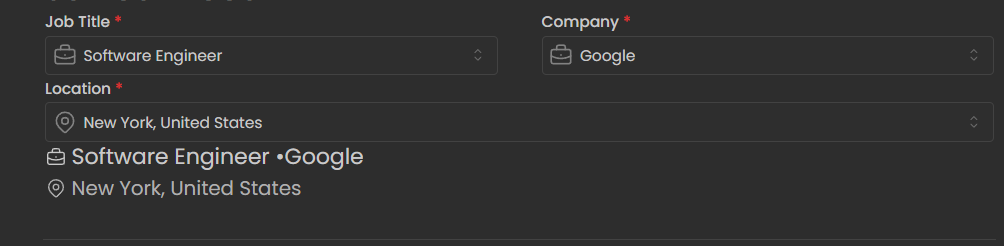 Job Title * Company *
Software Engineer Google
Location *
New York, United States
Software Engineer •Google
New York, United States